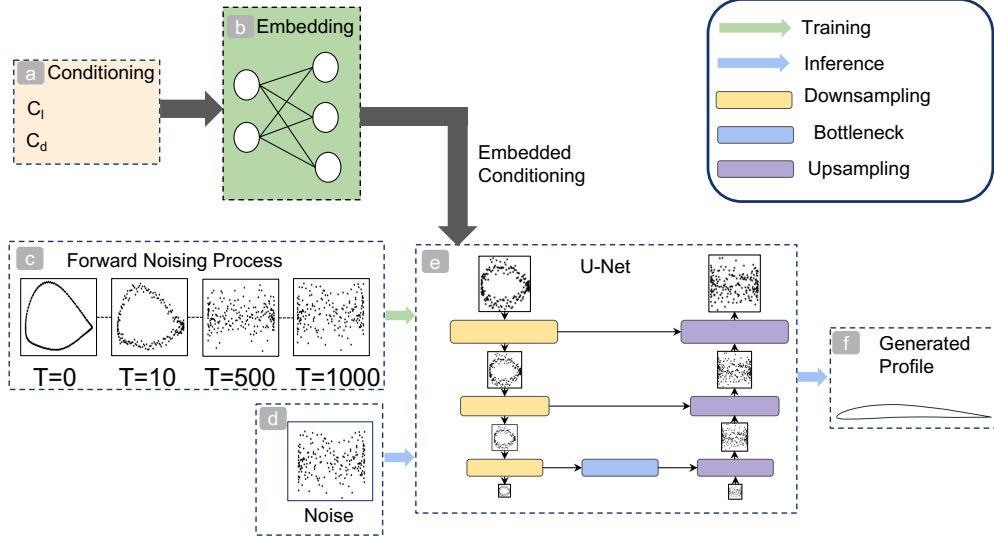 a Conditioning
C_l
C_d
b Embedding
Embedded
Conditioning
Training
Inference
Downsampling
Bottleneck
Upsampling
c Forward Noising Process
T=0 T=10 T=500 T=1000
d
Noise
e U-Net
f Generated
Profile